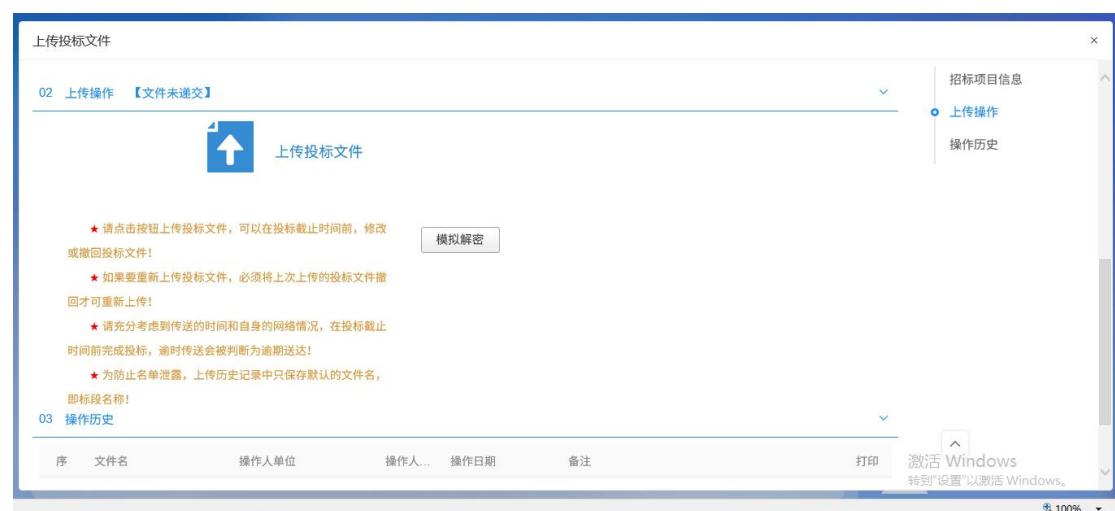 上传投标文件
×
02 上传操作 【文件未递交】
上传投标文件
★ 请点击按钮上传投标文件，可以在投标截止时间前，修改
或撤回投标文件！
★ 如果要重新上传投标文件，必须将上次上传的投标文件撤
回才可重新上传！
★ 请充分考虑到传送的时间和自身的网络情况，在投标截止
时间前完成投标，逾时传送会被判断为逾期送达！
★ 为防止名单泄露，上传历史记录中只保存默认的文件名，
即标段名称！
模拟解密
03 操作历史
序 文件名 操作人单位 操作人... 操作日期 备注 打印
招标项目信息
上传操作
操作历史
激活 Windows
转到"设置"以激活 Windows。
100%